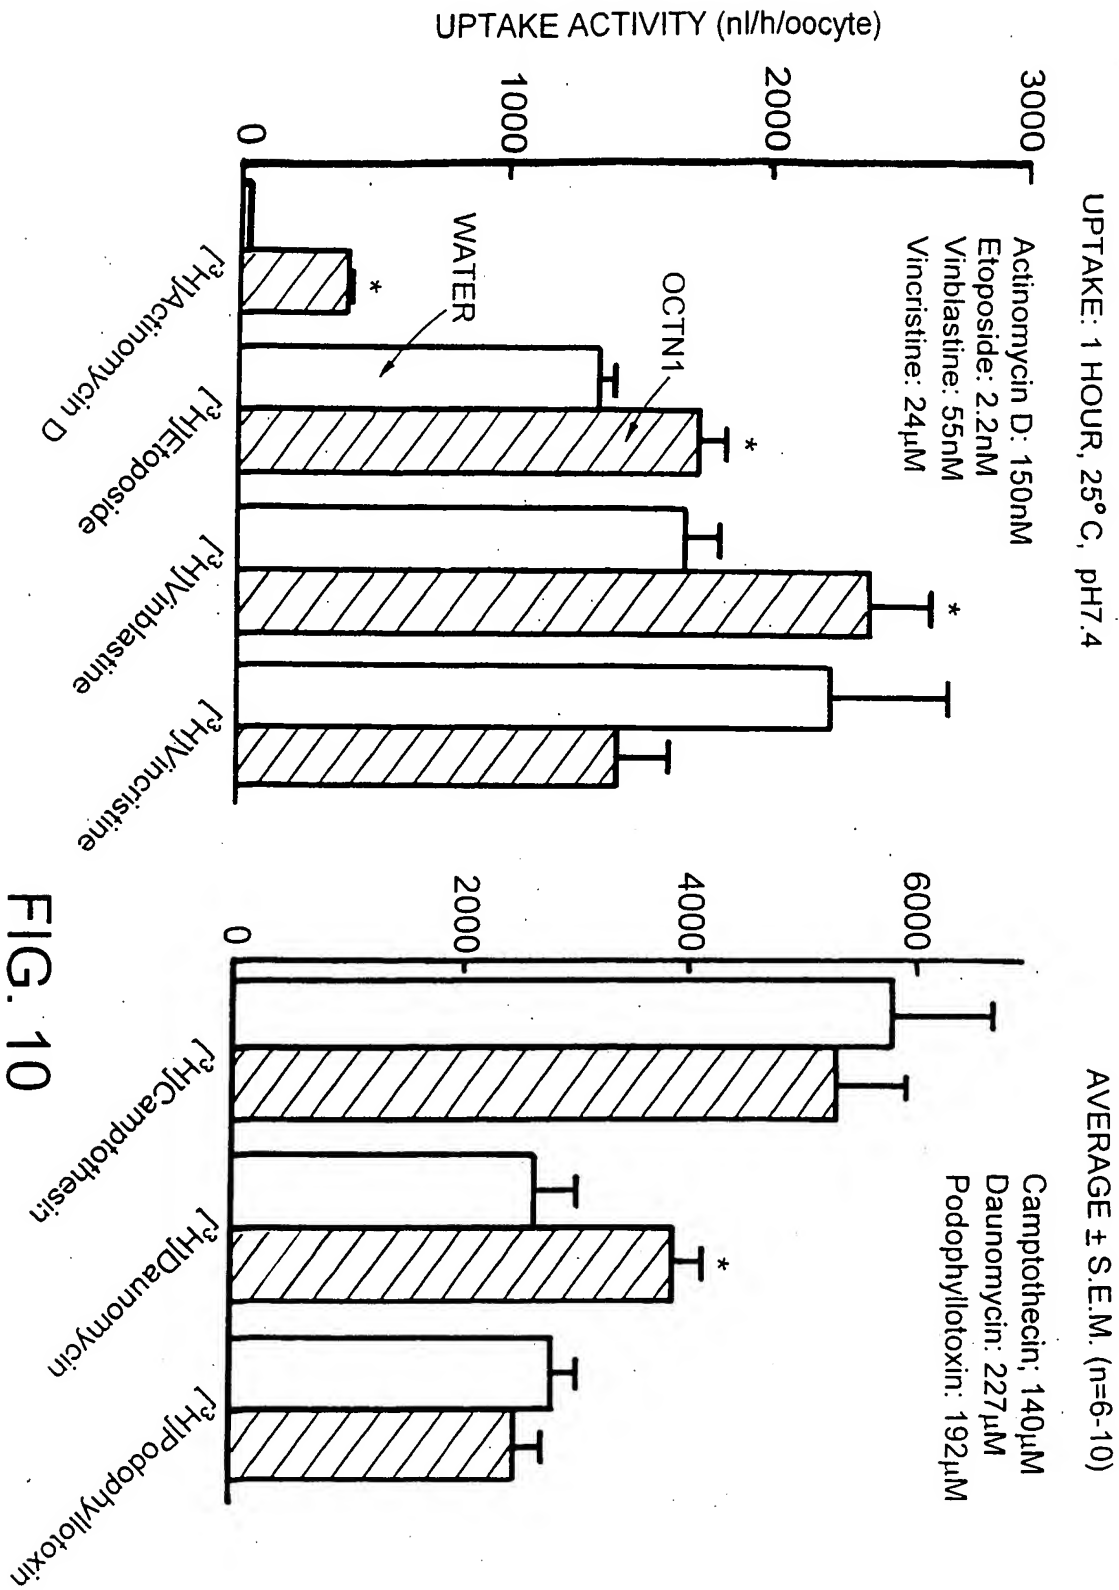 UPTAKE: 1 HOUR, 25°C, pH7.4
AVERAGE ± S.E.M. (n=6-10)
Actinomycin D: 150nM
Etoposide: 2.2nM
Vinblastine: 55nM
Vincristine: 24μM
Camptothecin; 140μM
Daunomycin: 227μM
Podophyllotoxin: 192μM
UPTAKE ACTIVITY (nl/h/oocyte)
3000
2000
1000
0
OCTN1
WATER
*
*
*
[³H]Actinomycin D
[³H]Etoposide
[³H]Vinblastine
[³H]Vincristine
6000
4000
2000
0
*
[³H]Camptothesin
[³H]Daunomycin
[³H]Podophyllotoxin
FIG. 10